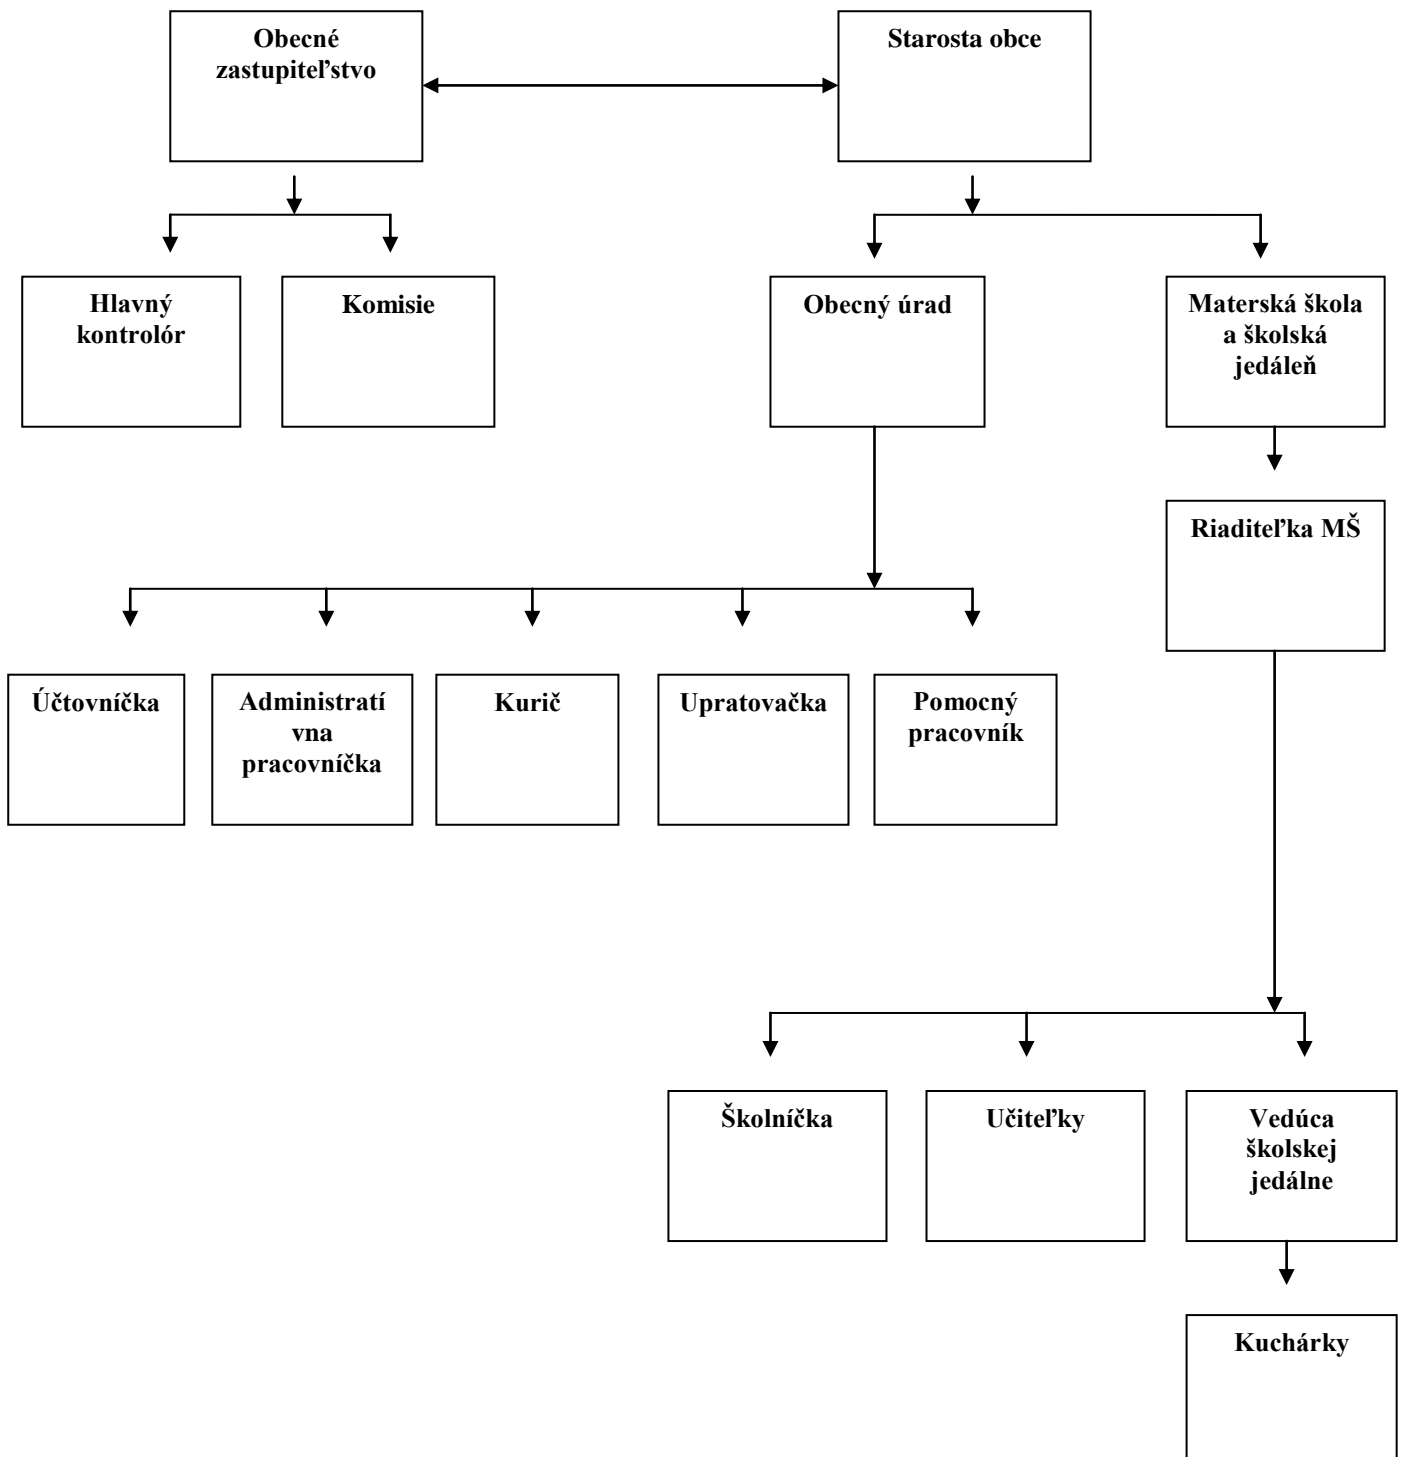 Obecné
zastupiteľstvo
Starosta obce
Hlavný
kontrolór
Komisie
Obecný úrad
Materská škola
a školská
jedáleň
Riaditeľka MŠ
Účtovníčka
Administratí
vna
pracovníčka
Kurič
Upratovačka
Pomocný
pracovník
Školníčka
Učiteľky
Vedúca
školskej
jedálne
Kuchárky